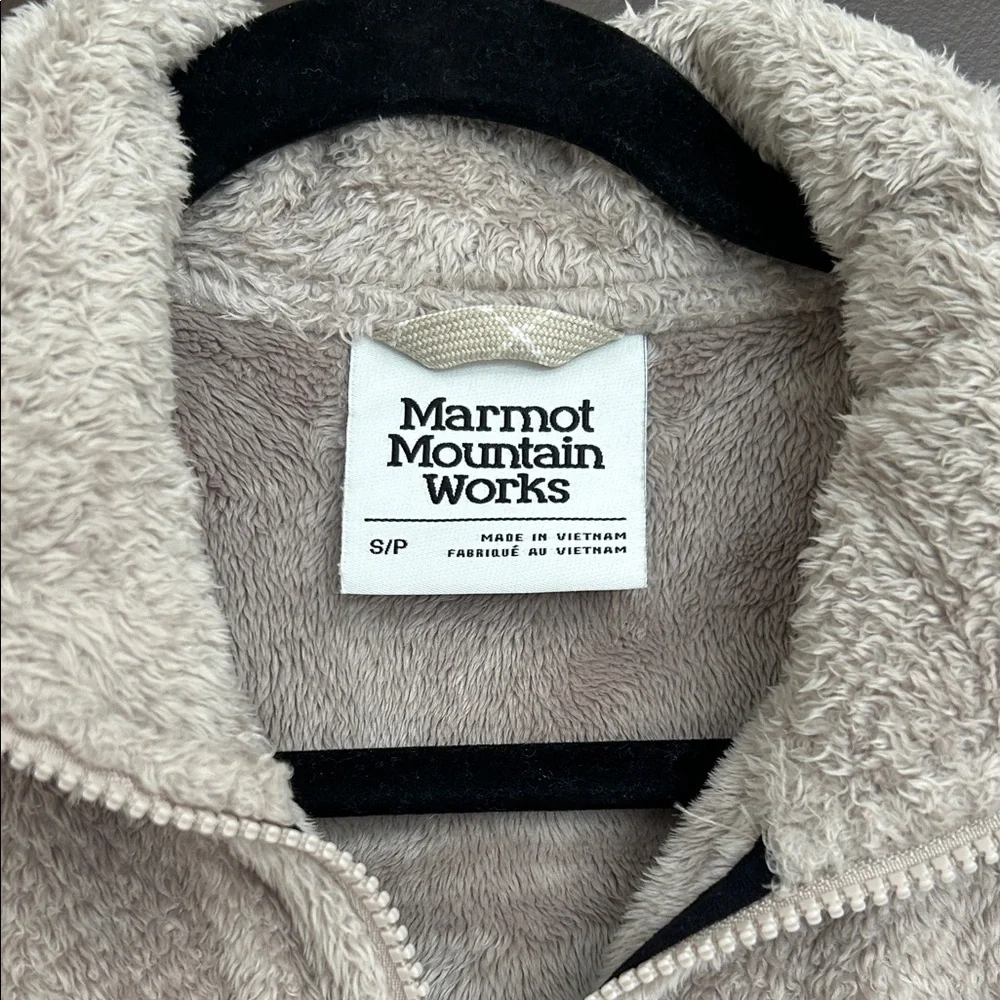 Marmot
Mountain
Works
S/P
MADE IN VIETNAM
FABRIQUÉ AU VIETNAM